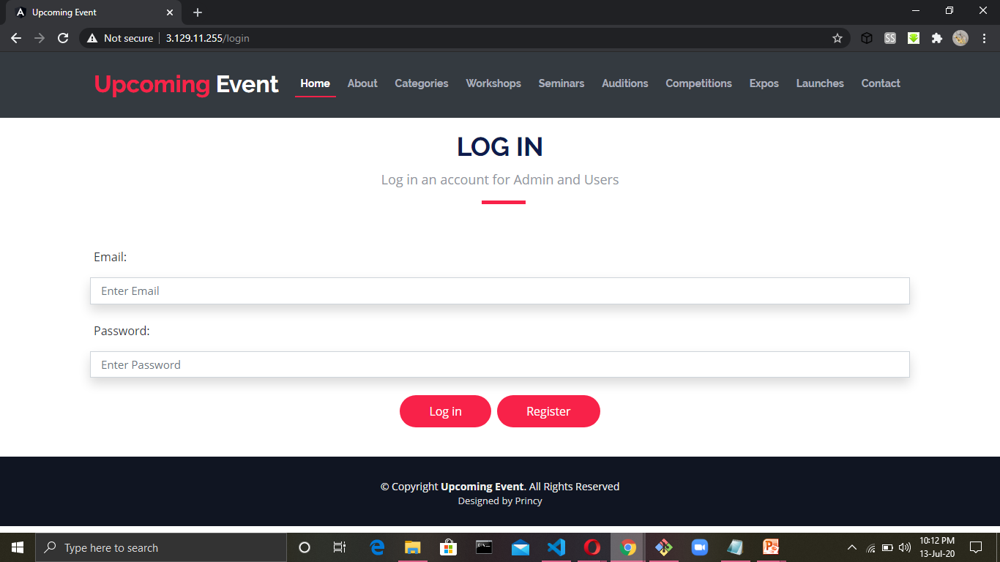 Upcoming Event
Not secure 3.129.11.255/login
SS
Upcoming Event Home About Categories Workshops Seminars Auditions Competitions Expos Launches Contact
LOG IN
Log in an account for Admin and Users
Email:
Enter Email
Password:
Enter Password
Log in Register
© Copyright Upcoming Event. All Rights Reserved
Designed by Princy
Type here to search
10:12 PM
13-Jul-20